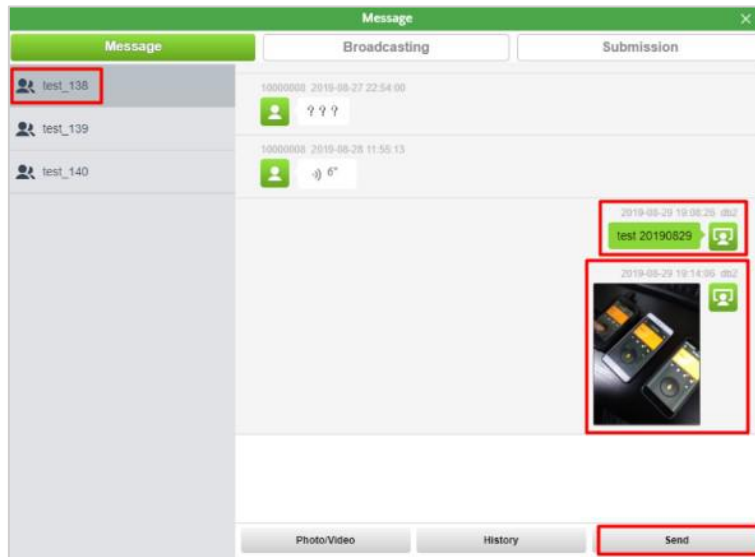 Message
Message
Broadcasting
Submission
test_138
test_139
test_140
10000008 2019-08-27 22:54:00
? ? ?
10000008 2019-08-28 11:55:13
6"
2019-08-29 19:08:26 db2
test 20190829
2019-08-29 19:14:06 db2
Photo/Video
History
Send